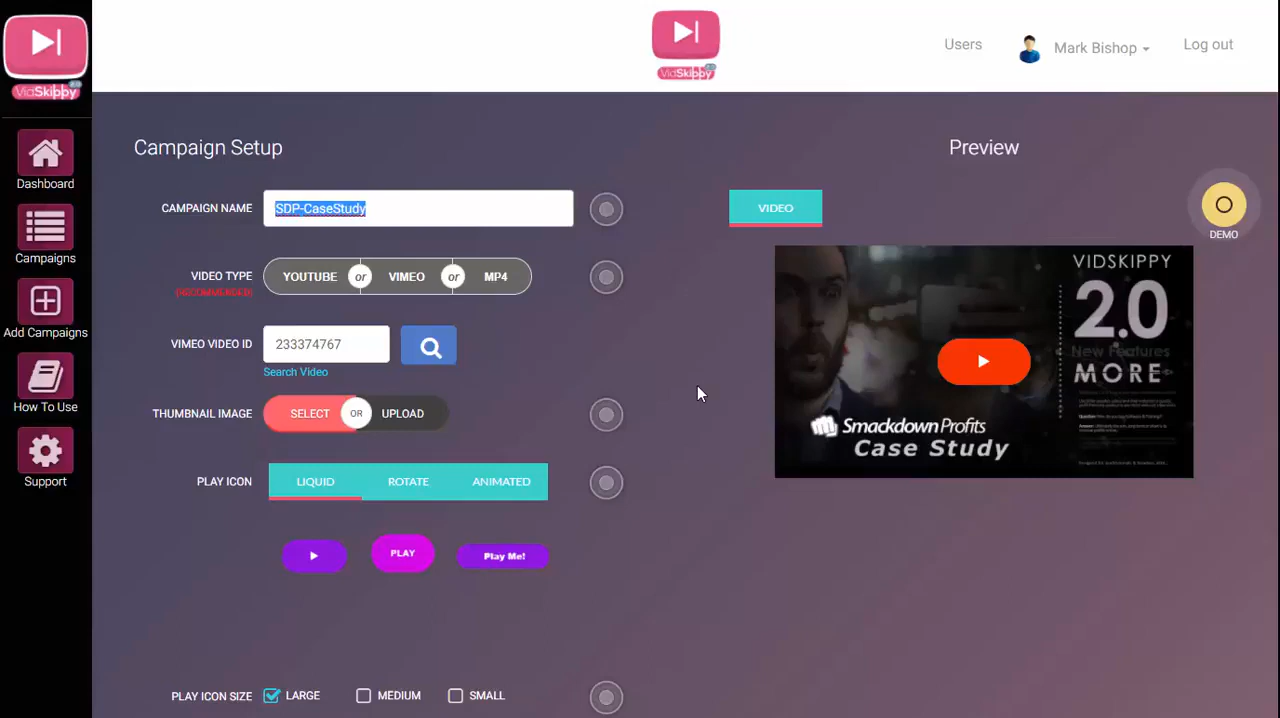 VidSkippy
Dashboard
Campaigns
Add Campaigns
How To Use
Support
VidSkippy
Users
Mark Bishop
Log out
Campaign Setup
CAMPAIGN NAME
SDP-CaseStudy
VIDEO TYPE
(RECOMMENDED)
YOUTUBE or VIMEO or MP4
VIMEO VIDEO ID
233374767
Search Video
THUMBNAIL IMAGE
SELECT OR UPLOAD
PLAY ICON
LIQUID ROTATE ANIMATED
PLAY
Play Me!
PLAY ICON SIZE
LARGE MEDIUM SMALL
Preview
VIDEO
DEMO
VIDSKIPPY
2.0
New Features
MORE
Smackdown Profits
Case Study